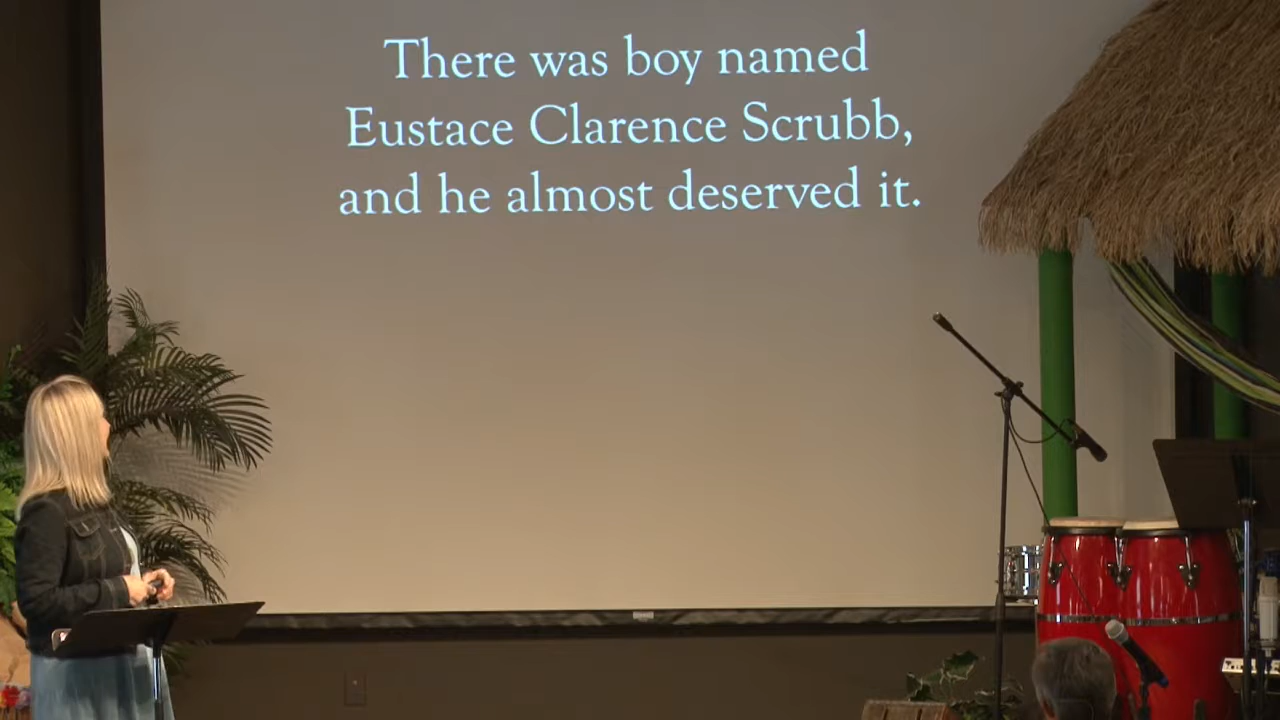 There was boy named
Eustace Clarence Scrubb,
and he almost deserved it.